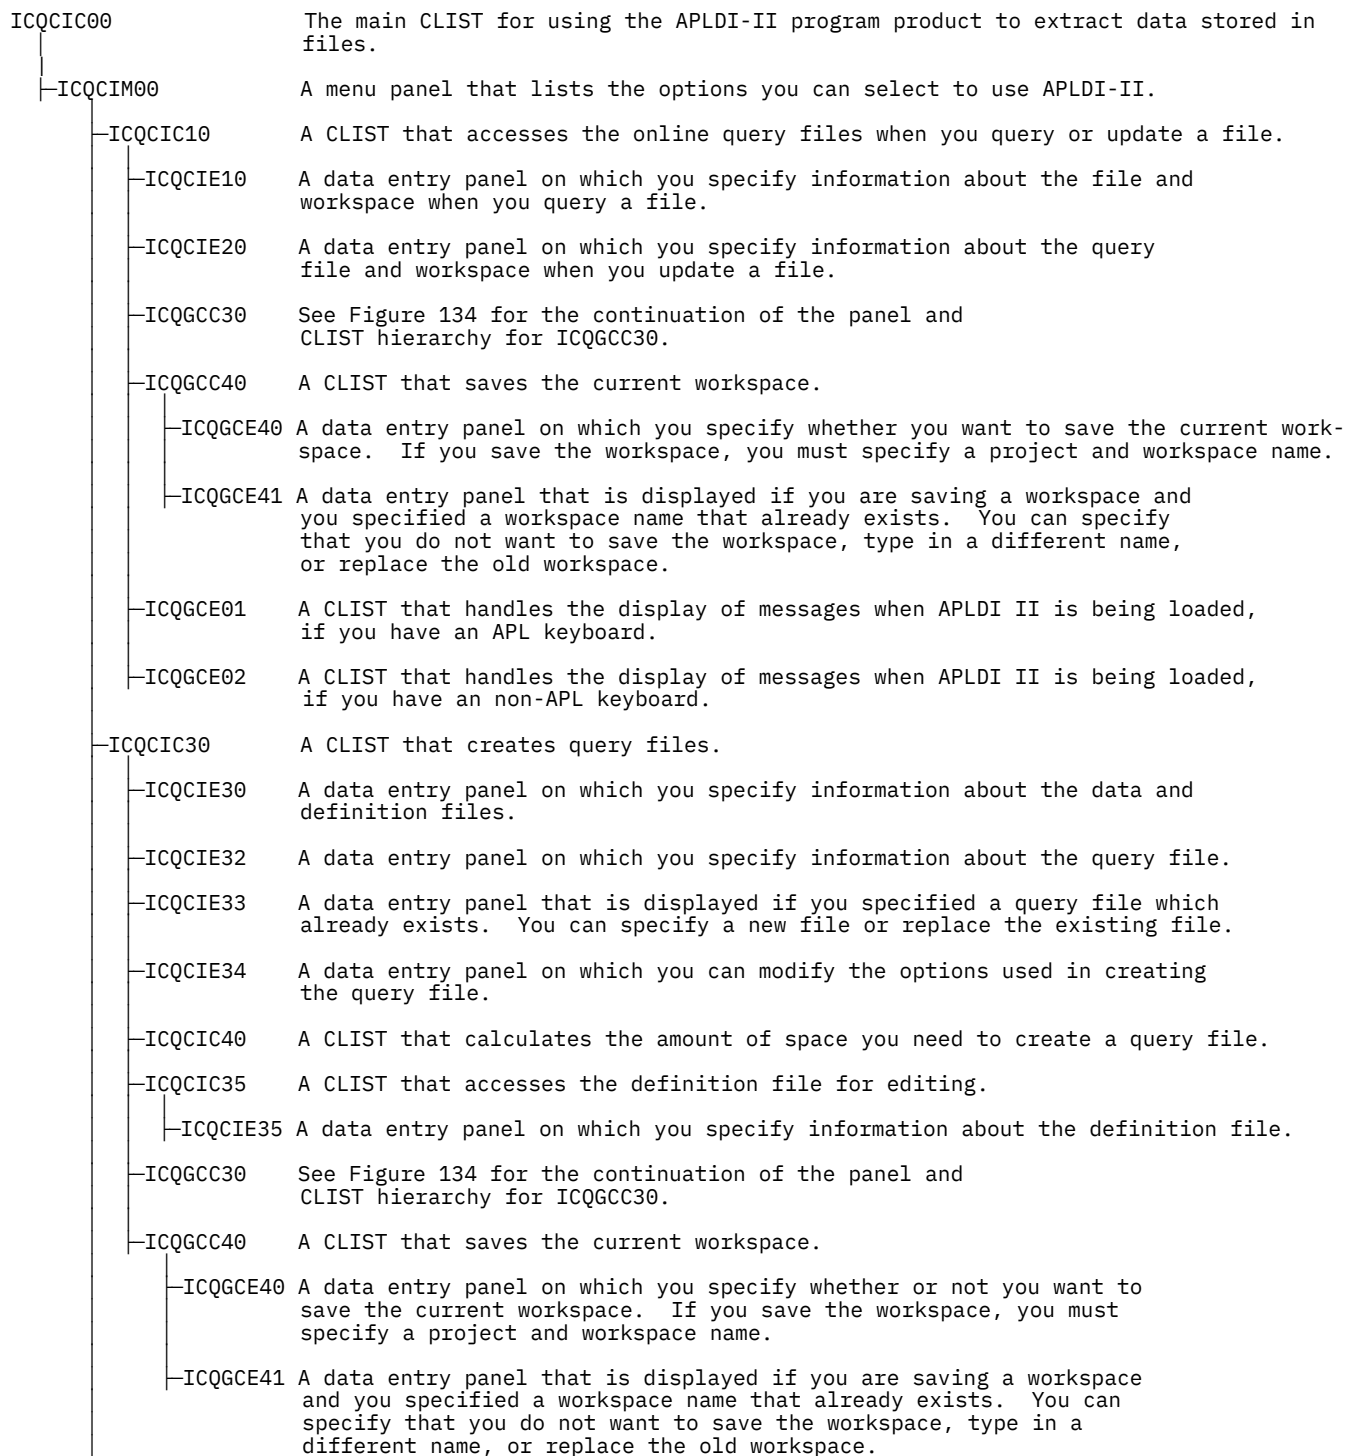 ICQCIC00 The main CLIST for using the APLDI-II program product to extract data stored in
files.
ICQCIM00 A menu panel that lists the options you can select to use APLDI-II.
ICQCIC10 A CLIST that accesses the online query files when you query or update a file.
ICQCIE10 A data entry panel on which you specify information about the file and
workspace when you query a file.
ICQCIE20 A data entry panel on which you specify information about the query
file and workspace when you update a file.
ICQGCC30 See Figure 134 for the continuation of the panel and
CLIST hierarchy for ICQGCC30.
ICQGCC40 A CLIST that saves the current workspace.
ICQGCE40 A data entry panel on which you specify whether you want to save the current work-
space. If you save the workspace, you must specify a project and workspace name.
ICQGCE41 A data entry panel that is displayed if you are saving a workspace and
you specified a workspace name that already exists. You can specify
that you do not want to save the workspace, type in a different name,
or replace the old workspace.
ICQGCE01 A CLIST that handles the display of messages when APLDI II is being loaded,
if you have an APL keyboard.
ICQGCE02 A CLIST that handles the display of messages when APLDI II is being loaded,
if you have an non-APL keyboard.
ICQCIC30 A CLIST that creates query files.
ICQCIE30 A data entry panel on which you specify information about the data and
definition files.
ICQCIE32 A data entry panel on which you specify information about the query file.
ICQCIE33 A data entry panel that is displayed if you specified a query file which
already exists. You can specify a new file or replace the existing file.
ICQCIE34 A data entry panel on which you can modify the options used in creating
the query file.
ICQCIC40 A CLIST that calculates the amount of space you need to create a query file.
ICQCIC35 A CLIST that accesses the definition file for editing.
ICQCIE35 A data entry panel on which you specify information about the definition file.
ICQGCC30 See Figure 134 for the continuation of the panel and
CLIST hierarchy for ICQGCC30.
ICQGCC40 A CLIST that saves the current workspace.
ICQGCE40 A data entry panel on which you specify whether or not you want to
save the current workspace. If you save the workspace, you must
specify a project and workspace name.
ICQGCE41 A data entry panel that is displayed if you are saving a workspace
and you specified a workspace name that already exists. You can
specify that you do not want to save the workspace, type in a
different name, or replace the old workspace.